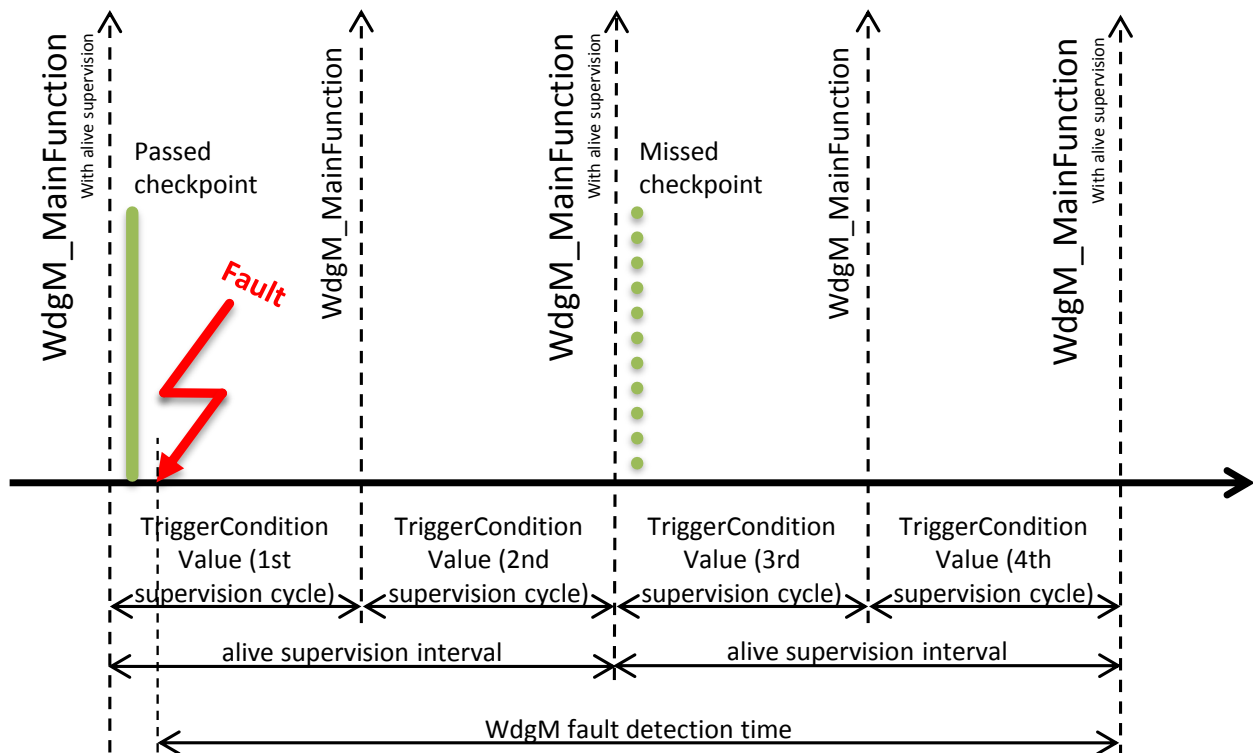 WdgM_MainFunction
With alive supervision
WdgM_MainFunction
WdgM_MainFunction
With alive supervision
WdgM_MainFunction
WdgM_MainFunction
With alive supervision
Passed
checkpoint
Missed
checkpoint
Fault
TriggerCondition
Value (1st
supervision cycle)
TriggerCondition
Value (2nd
supervision cycle)
TriggerCondition
Value (3rd
supervision cycle)
TriggerCondition
Value (4th
supervision cycle)
alive supervision interval
alive supervision interval
WdgM fault detection time